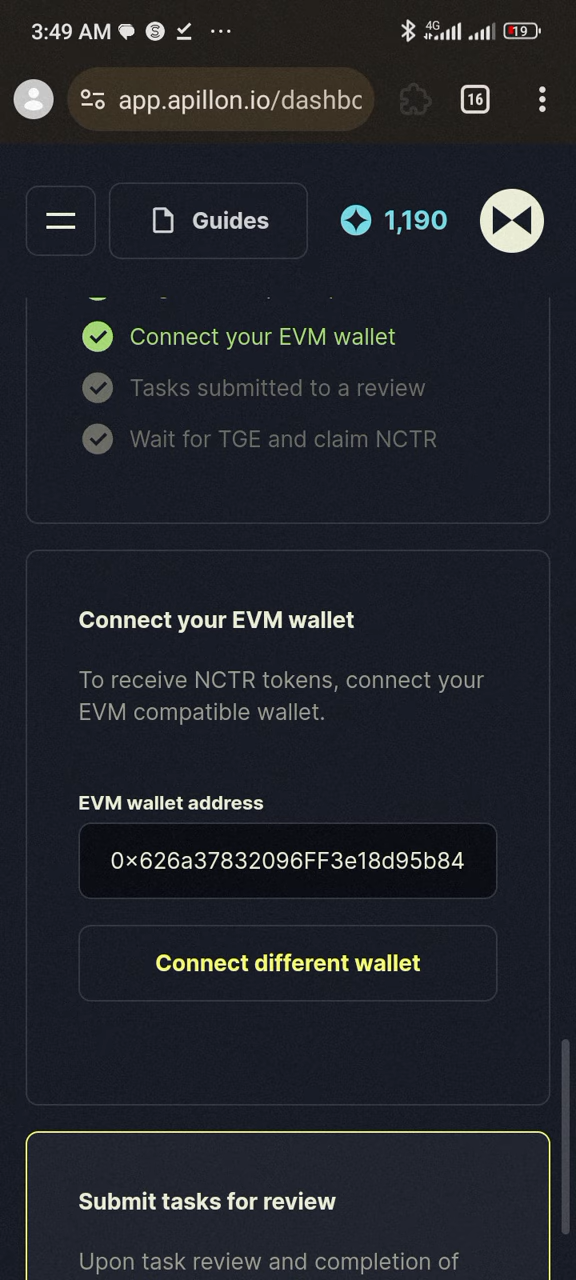 3:49 AM
4G
19
app.apillon.io/dashbc
16
Guides
1,190
Connect your EVM wallet
Tasks submitted to a review
Wait for TGE and claim NCTR
Connect your EVM wallet
To receive NCTR tokens, connect your
EVM compatible wallet.
EVM wallet address
0×626a37832096FF3e18d95b84
Connect different wallet
Submit tasks for review
Upon task review and completion of